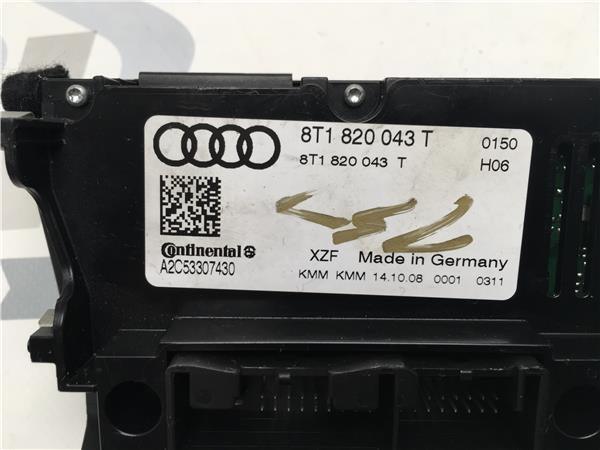 8T1 820 043 T
0150
8T1 820 043 T
H06
Continental
A2C53307430
XZF Made in Germany
KMM KMM 14.10.08 0001 0311